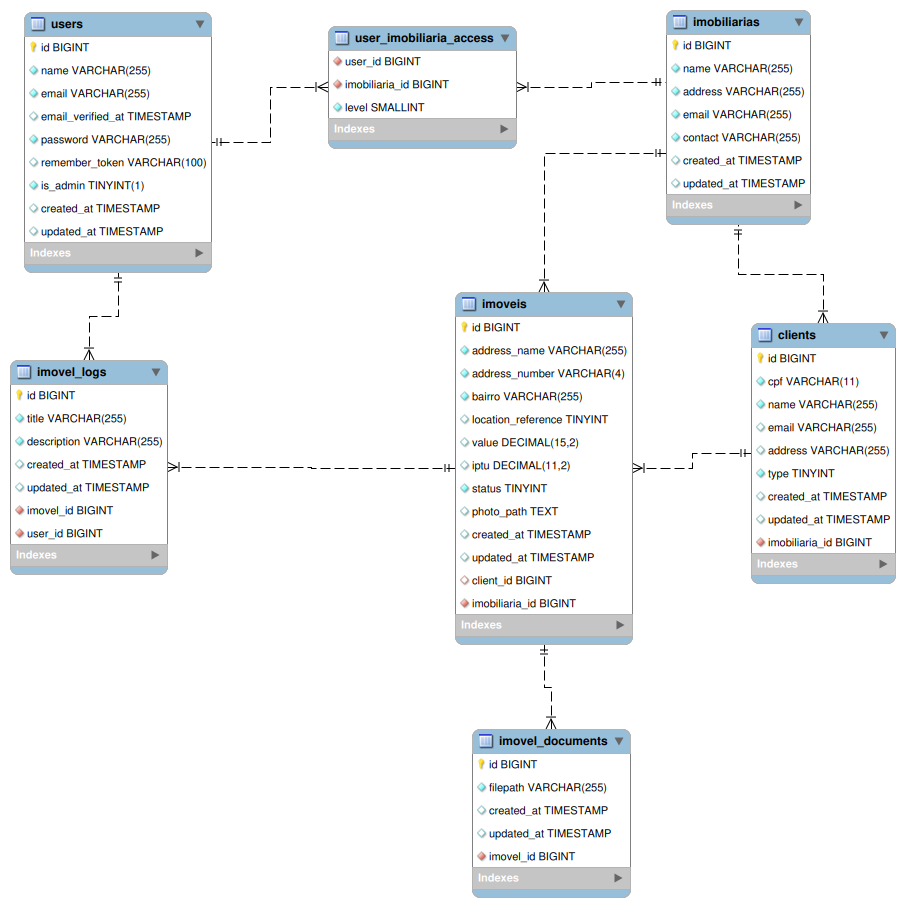 users
id BIGINT
name VARCHAR(255)
email VARCHAR(255)
email_verified_at TIMESTAMP
password VARCHAR(255)
remember_token VARCHAR(100)
is_admin TINYINT(1)
created_at TIMESTAMP
updated_at TIMESTAMP
Indexes
user_imobiliaria_access
user_id BIGINT
imobiliaria_id BIGINT
level SMALLINT
Indexes
imobiliarias
id BIGINT
name VARCHAR(255)
address VARCHAR(255)
email VARCHAR(255)
contact VARCHAR(255)
created_at TIMESTAMP
updated_at TIMESTAMP
Indexes
imovel_logs
id BIGINT
title VARCHAR(255)
description VARCHAR(255)
created_at TIMESTAMP
updated_at TIMESTAMP
imovel_id BIGINT
user_id BIGINT
Indexes
imoveis
id BIGINT
address_name VARCHAR(255)
address_number VARCHAR(4)
bairro VARCHAR(255)
location_reference TINYINT
value DECIMAL(15,2)
iptu DECIMAL(11,2)
status TINYINT
photo_path TEXT
created_at TIMESTAMP
updated_at TIMESTAMP
client_id BIGINT
imobiliaria_id BIGINT
Indexes
clients
id BIGINT
cpf VARCHAR(11)
name VARCHAR(255)
email VARCHAR(255)
address VARCHAR(255)
type TINYINT
created_at TIMESTAMP
updated_at TIMESTAMP
imobiliaria_id BIGINT
Indexes
imovel_documents
id BIGINT
filepath VARCHAR(255)
created_at TIMESTAMP
updated_at TIMESTAMP
imovel_id BIGINT
Indexes